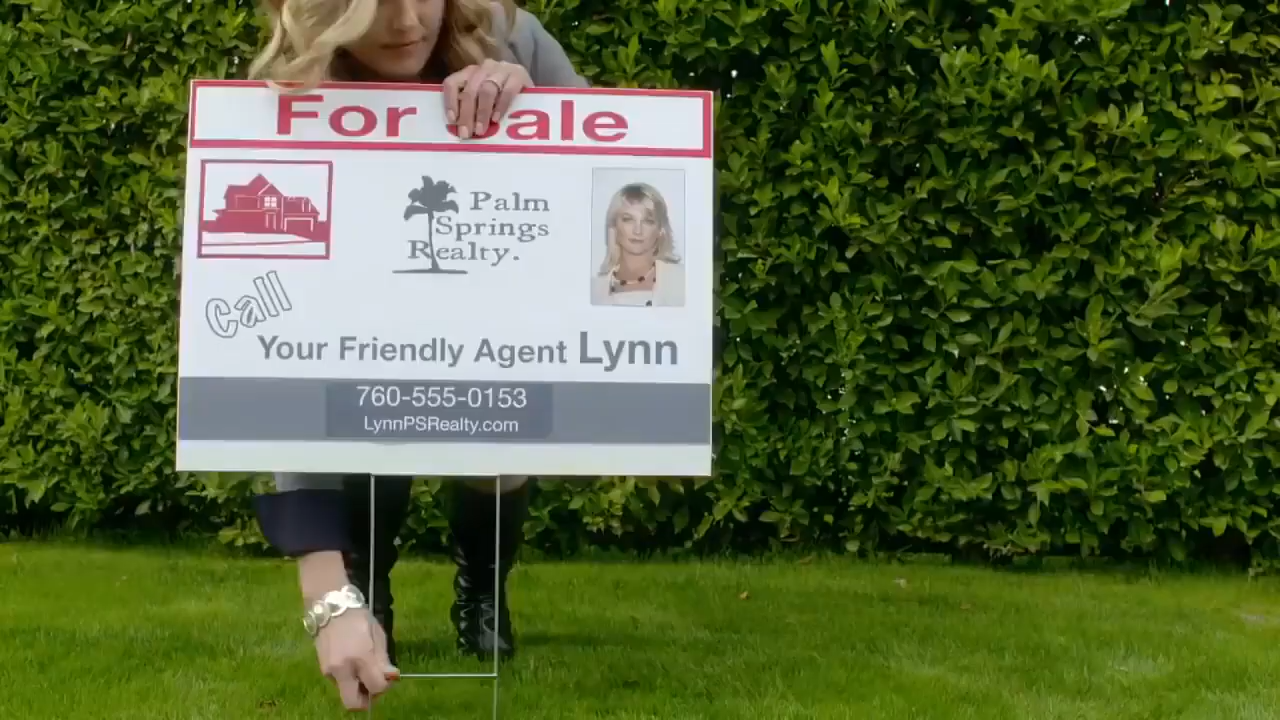 For Sale
Palm
Springs
Realty.
Call
Your Friendly Agent Lynn
760-555-0153
LynnPSRealty.com